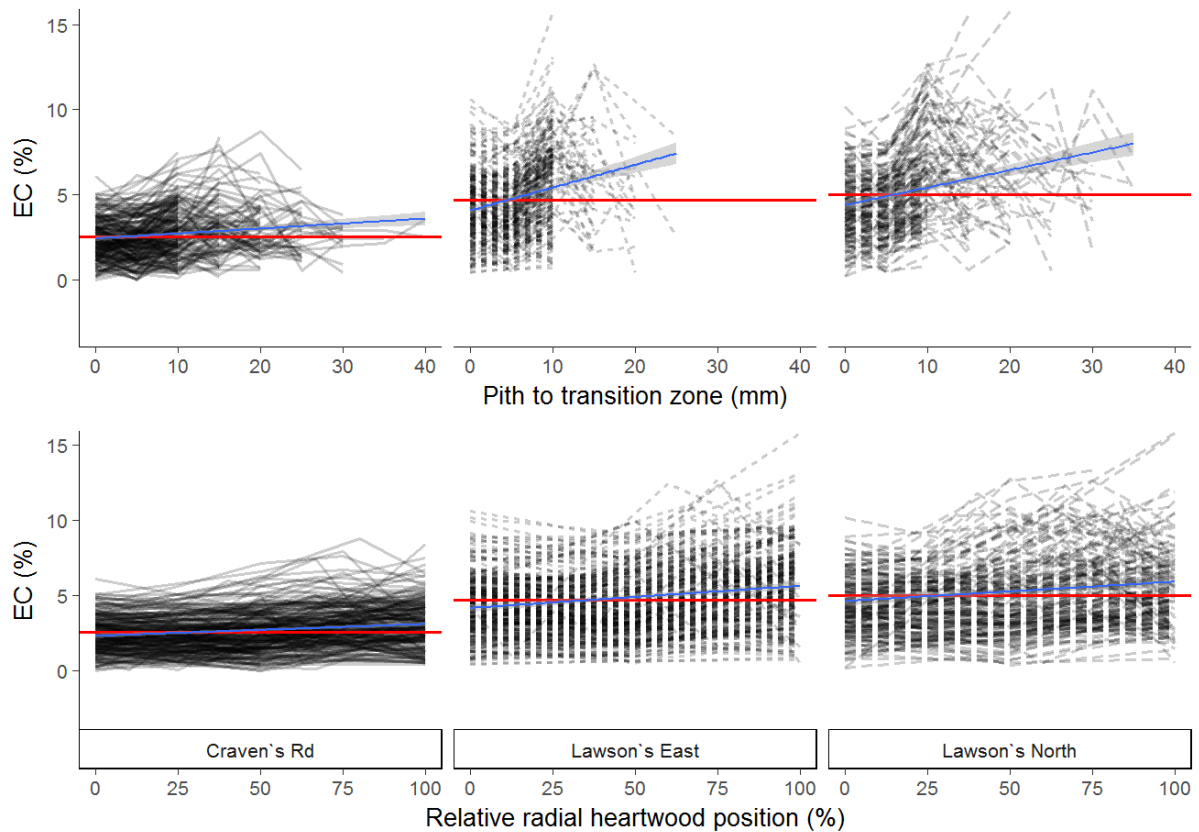 15
10
5
0
EC (%)
0 10 20 30 40 0 10 20 30 40 0 10 20 30 40
Pith to transition zone (mm)
15
10
5
0
EC (%)
Craven`s Rd Lawson`s East Lawson`s North
0 25 50 75 100 0 25 50 75 100 0 25 50 75 100
Relative radial heartwood position (%)